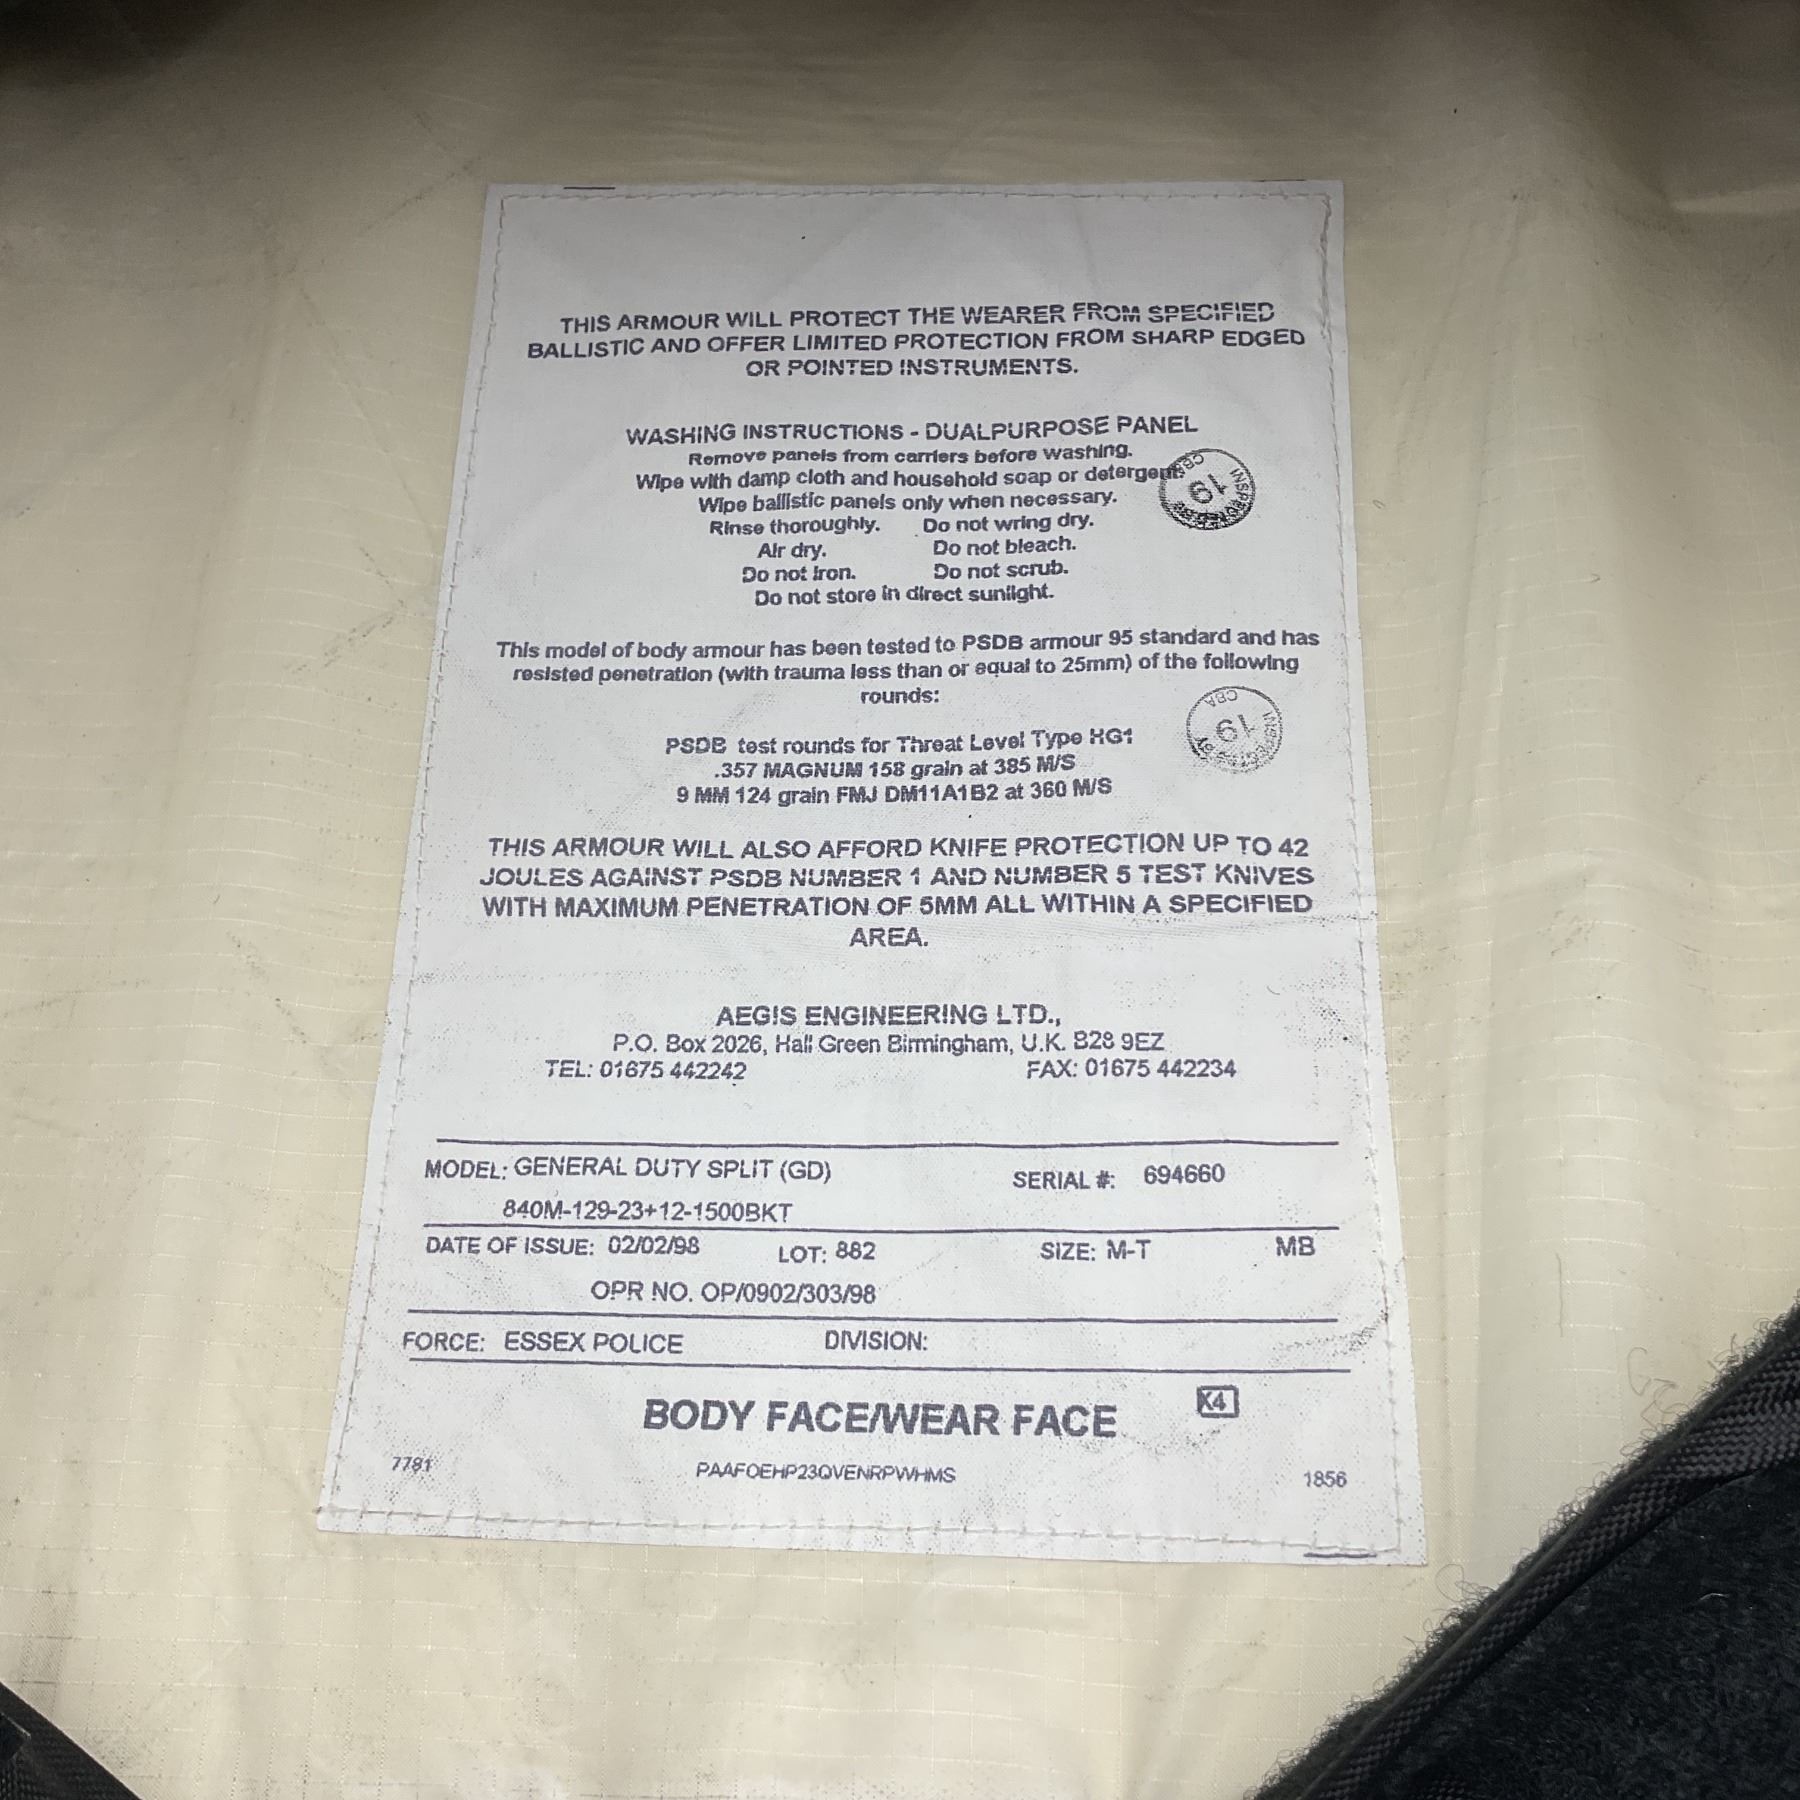 THIS ARMOUR WILL PROTECT THE WEARER FROM SPECIFIED
BALLISTIC AND OFFER LIMITED PROTECTION FROM SHARP EDGED
OR POINTED INSTRUMENTS.
WASHING INSTRUCTIONS - DUALPURPOSE PANEL
Remove panels from carriers before washing.
Wipe with damp cloth and household soap or detergent.
Wipe ballistic panels only when necessary.
Rinse thoroughly. Do not wring dry.
Air dry. Do not bleach.
Do not iron. Do not scrub.
Do not store in direct sunlight.
INSPECTED BY 19 CBA
This model of body armour has been tested to PSDB armour 95 standard and has
resisted penetration (with trauma less than or equal to 25mm) of the following
rounds:
INSPECTED BY 19 CBA
PSDB test rounds for Threat Level Type HG1
.357 MAGNUM 158 grain at 385 M/S
9 MM 124 grain FMJ DM11A1B2 at 360 M/S
THIS ARMOUR WILL ALSO AFFORD KNIFE PROTECTION UP TO 42
JOULES AGAINST PSDB NUMBER 1 AND NUMBER 5 TEST KNIVES
WITH MAXIMUM PENETRATION OF 5MM ALL WITHIN A SPECIFIED
AREA.
AEGIS ENGINEERING LTD.,
P.O. Box 2026, Hall Green Birmingham, U.K. B28 9EZ
TEL: 01675 442242 FAX: 01675 442234
MODEL: GENERAL DUTY SPLIT (GD) SERIAL #: 694660
840M-129-23+12-1500BKT
DATE OF ISSUE: 02/02/98 LOT: 882 SIZE: M-T MB
OPR NO. OP/0902/303/98
FORCE: ESSEX POLICE DIVISION:
BODY FACE/WEAR FACE X4
7781 PAAFOEHP23QVENRPWHMS 1856